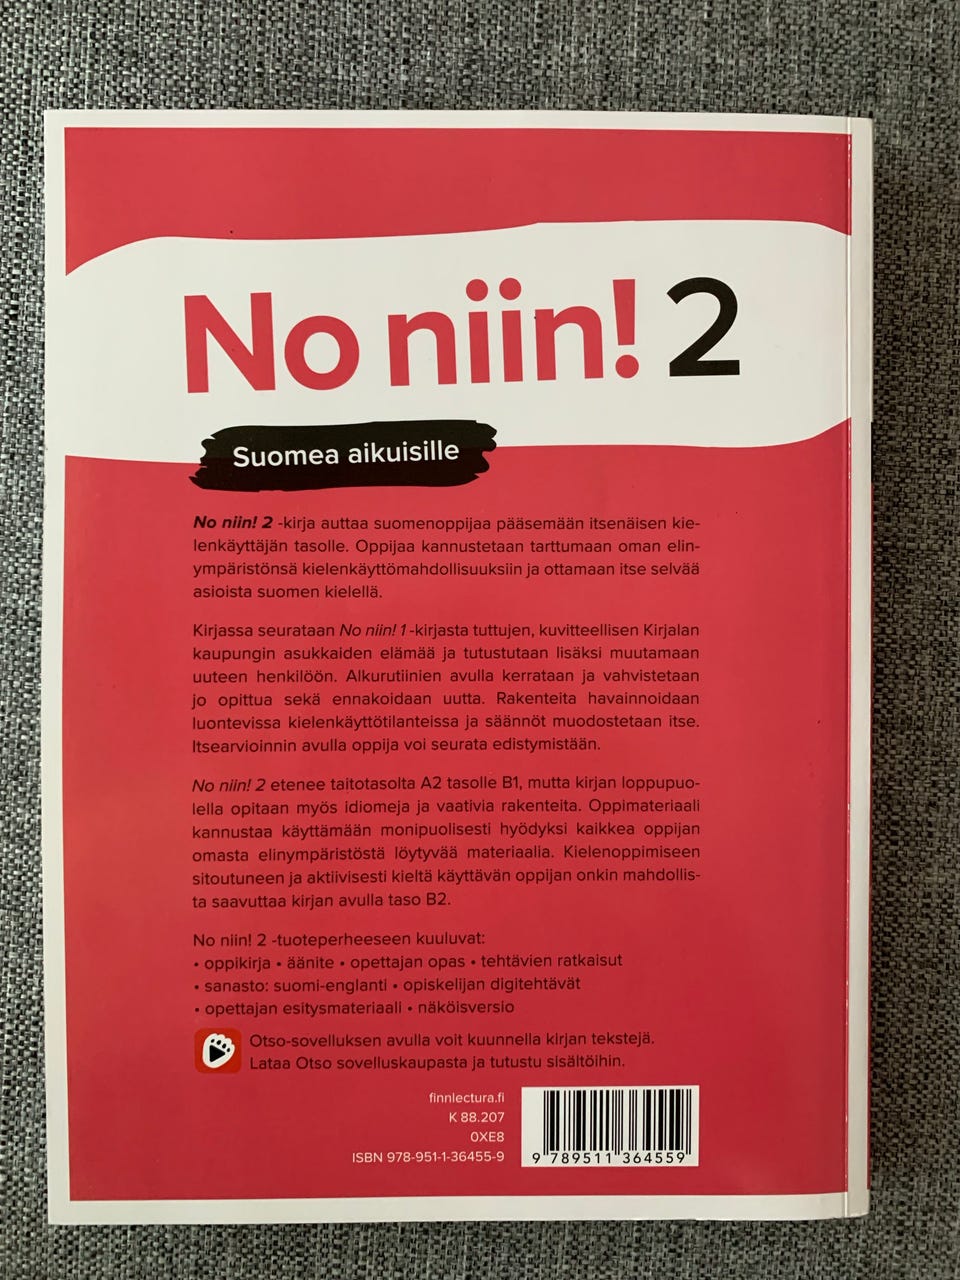 No niin! 2
Suomea aikuisille
No niin! 2 -kirja auttaa suomenoppijaa pääsemään itsenäisen kie-
lenkäyttäjän tasolle. Oppijaa kannustetaan tarttumaan oman elin-
ympäristönsä kielenkäyttömahdollisuuksiin ja ottamaan itse selvää
asioista suomen kielellä.
Kirjassa seurataan No niin! 1 -kirjasta tuttujen, kuvitteellisen Kirjalan
kaupungin asukkaiden elämää ja tutustutaan lisäksi muutamaan
uuteen henkilöön. Alkurutiinien avulla kerrataan ja vahvistetaan
jo opittua sekä ennakoidaan uutta. Rakenteita havainnoidaan
luontevissa kielenkäyttötilanteissa ja säännöt muodostetaan itse.
Itsearvioinnin avulla oppija voi seurata edistymistään.
No niin! 2 etenee taitotasolta A2 tasolle B1, mutta kirjan loppupuo-
lella opitaan myös idiomeja ja vaativia rakenteita. Oppimateriaali
kannustaa käyttämään monipuolisesti hyödyksi kaikkea oppijan
omasta elinympäristöstä löytyvää materiaalia. Kielenoppimiseen
sitoutuneen ja aktiivisesti kieltä käyttävän oppijan onkin mahdollis-
ta saavuttaa kirjan avulla taso B2.
No niin! 2 -tuoteperheeseen kuuluvat:
• oppikirja • äänite • opettajan opas • tehtävien ratkaisut
• sanasto: suomi-englanti • opiskelijan digitehtävät
• opettajan esitysmateriaali • näköisversio
Otso-sovelluksen avulla voit kuunnella kirjan tekstejä.
Lataa Otso sovelluskaupasta ja tutustu sisältöihin.
finnlectura.fi
K 88.207
0XE8
ISBN 978-951-1-36455-9
9 789511 364559